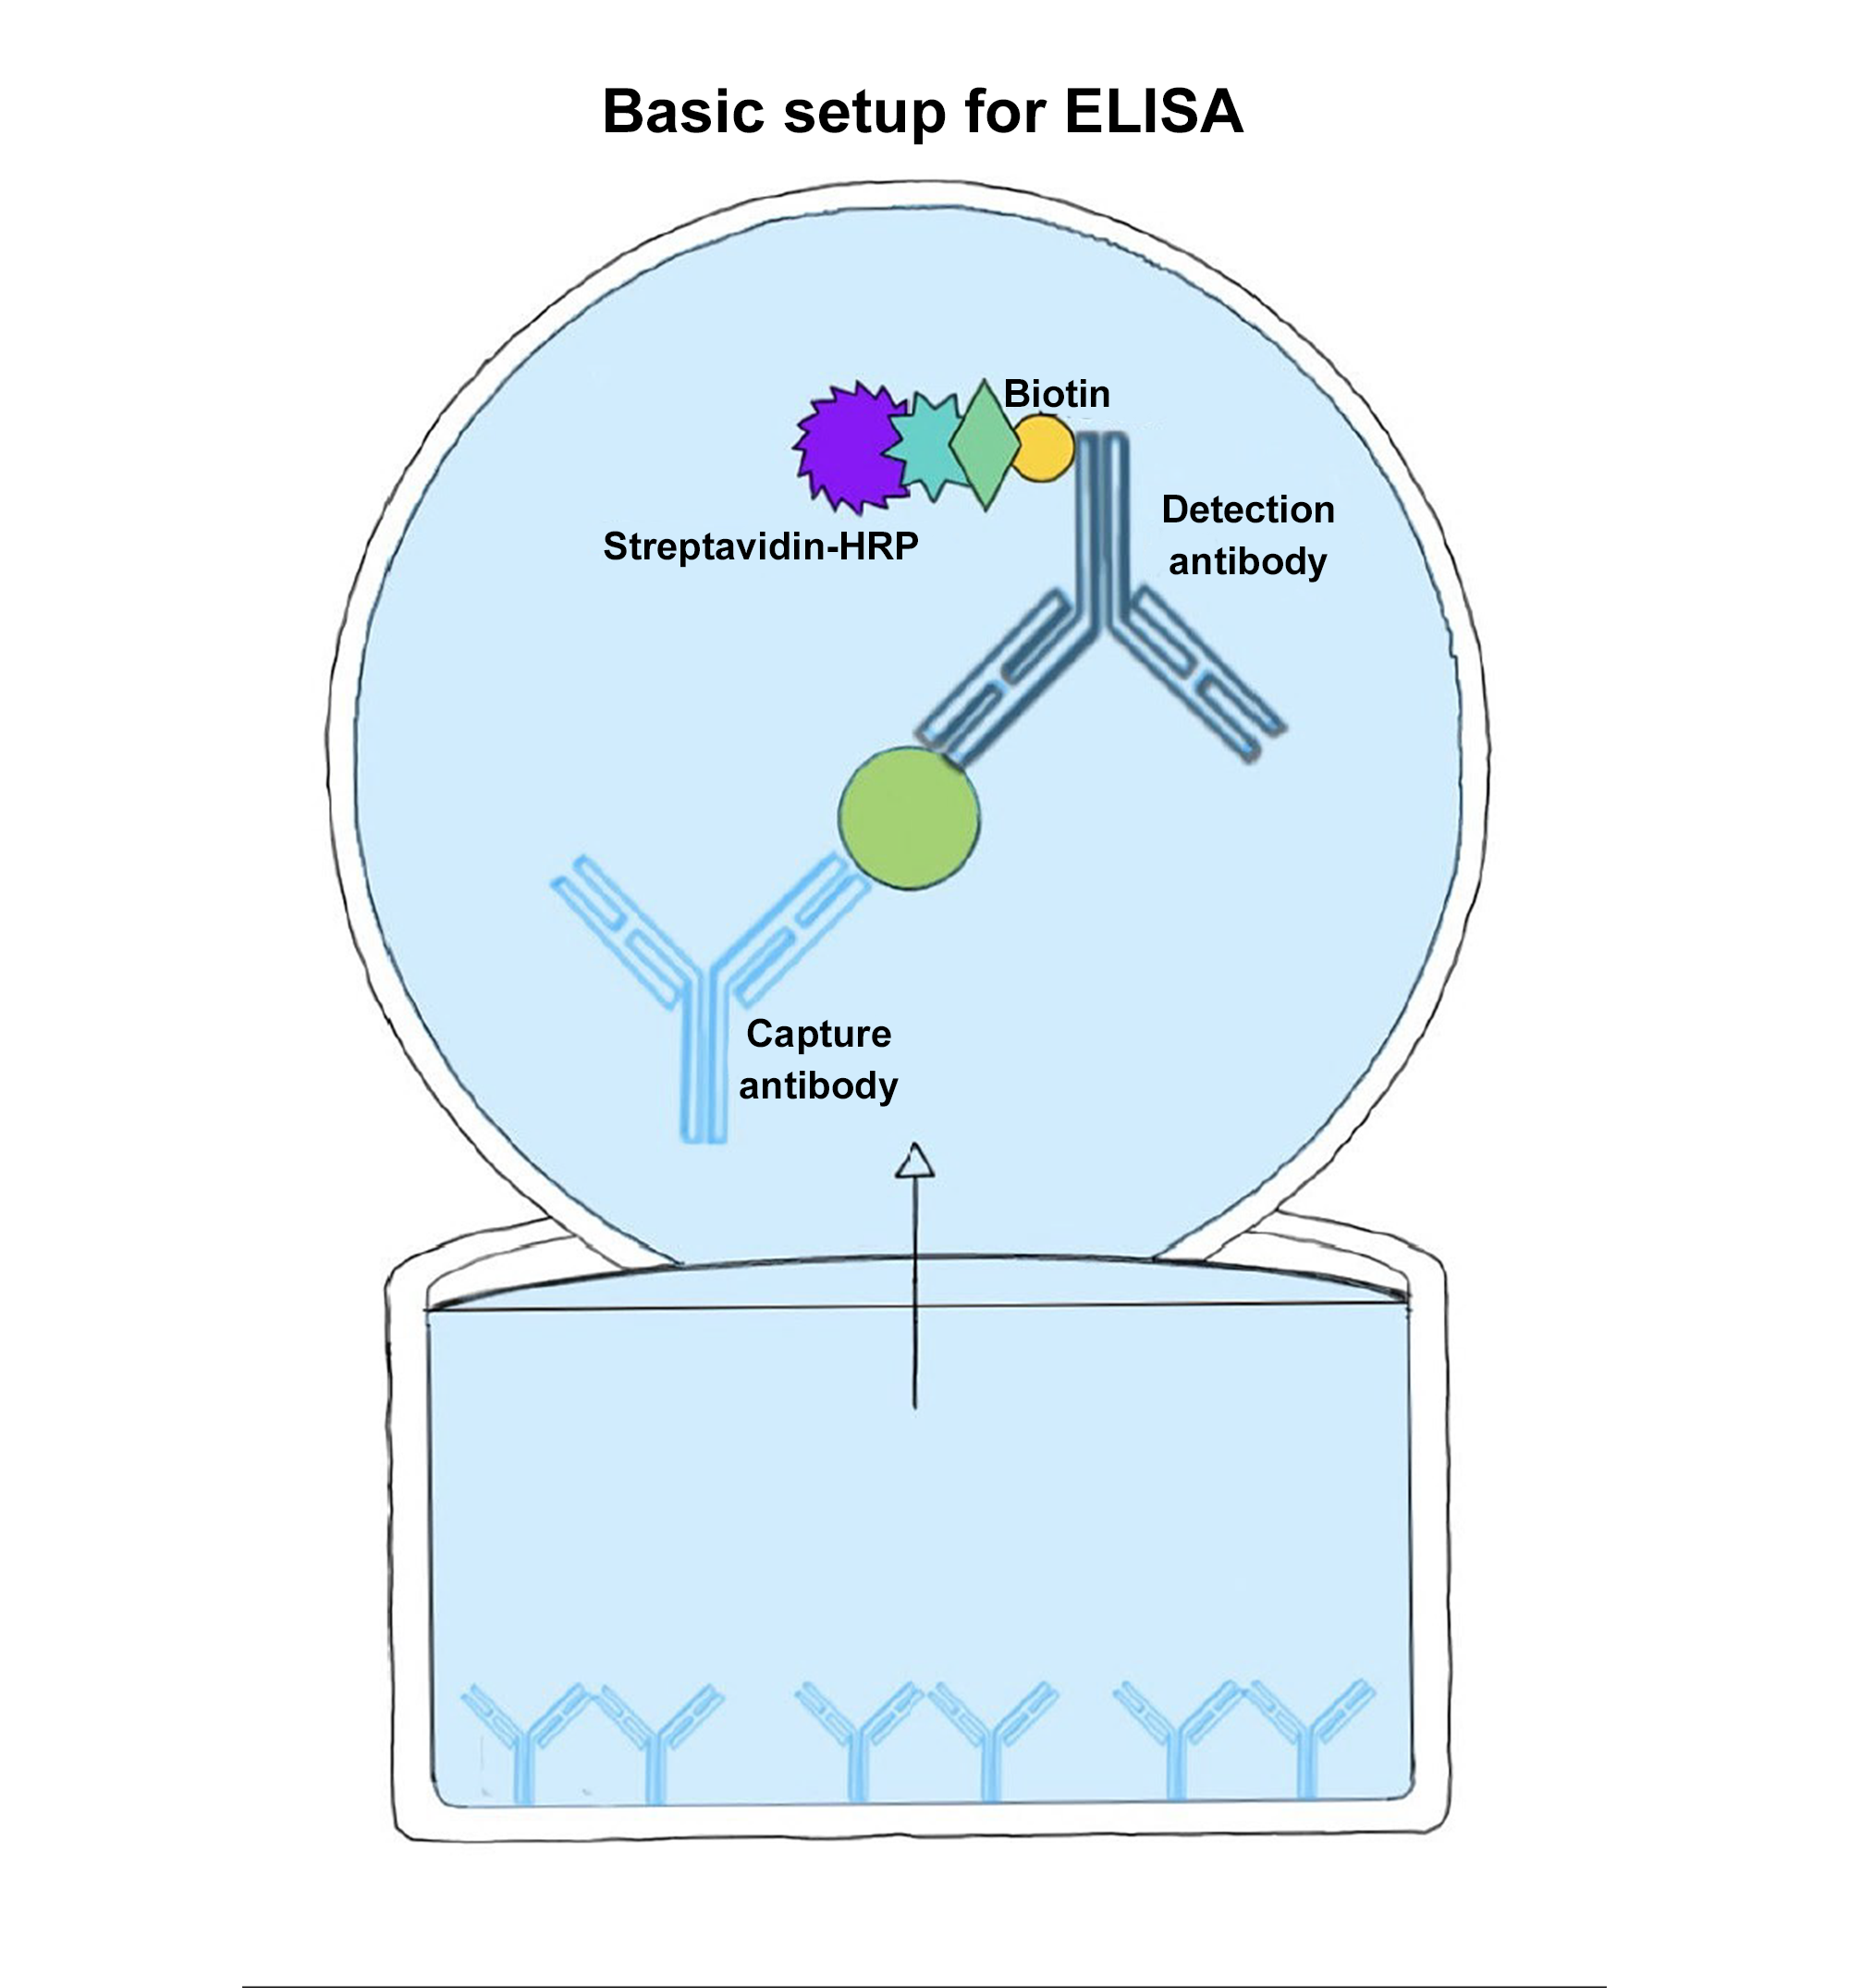 Basic setup for ELISA
Biotin
Detection
antibody
Streptavidin-HRP
Capture
antibody